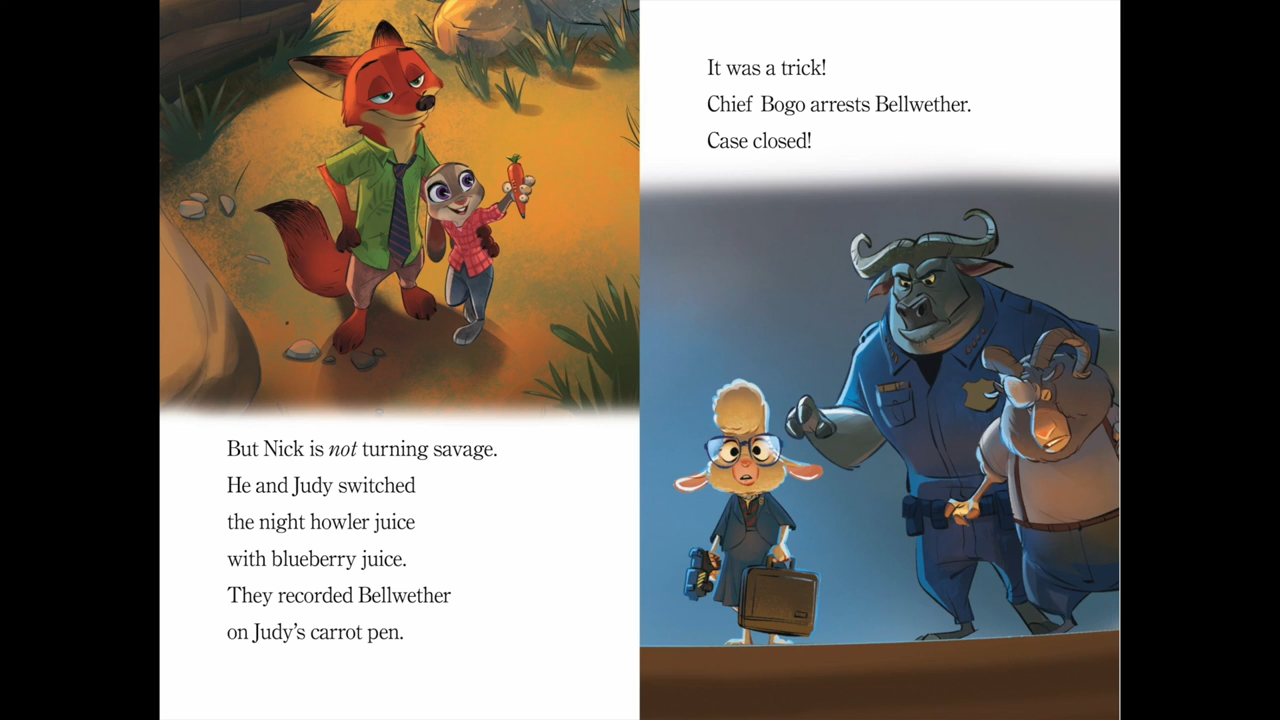 But Nick is not turning savage.
He and Judy switched
the night howler juice
with blueberry juice.
They recorded Bellwether
on Judy’s carrot pen.
It was a trick!
Chief Bogo arrests Bellwether.
Case closed!